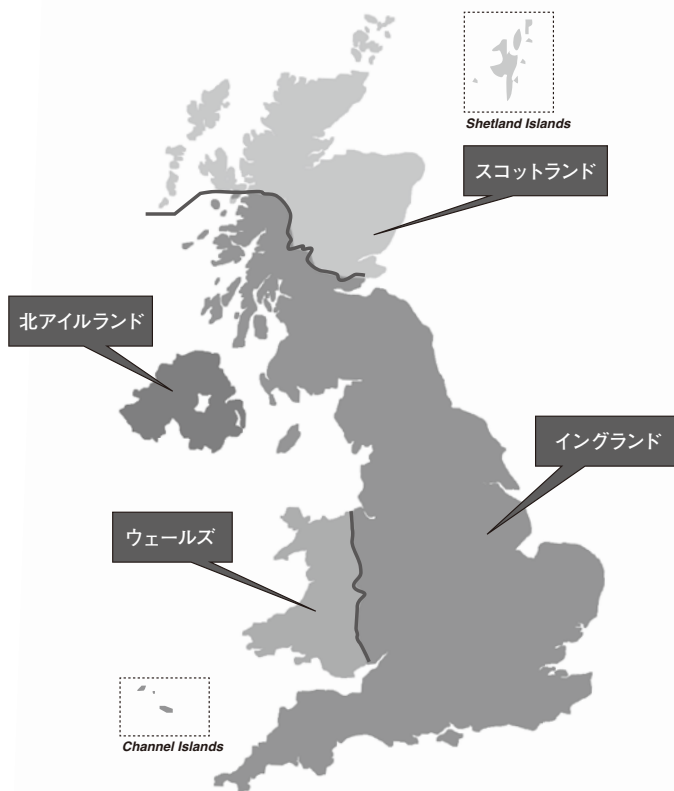 Shetland Islands
スコットランド
北アイルランド
イングランド
ウェールズ
Channel Islands